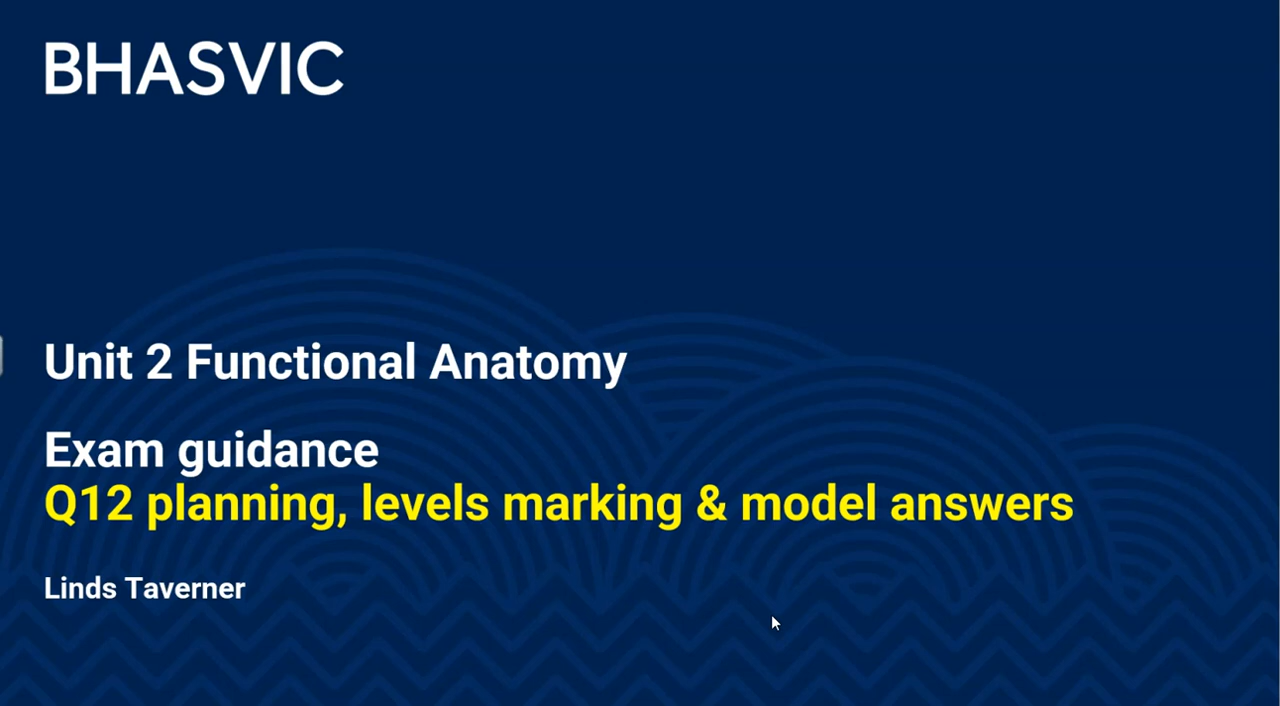 BHASVIC
Unit 2 Functional Anatomy
Exam guidance
Q12 planning, levels marking & model answers
Linds Taverner